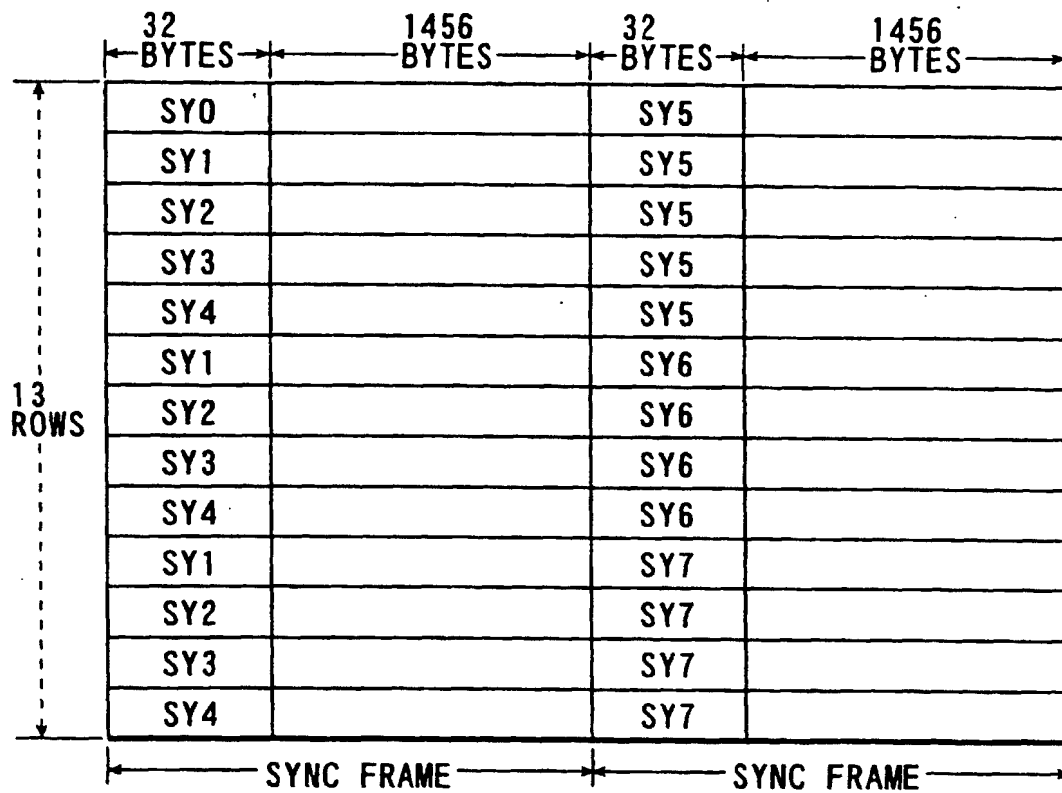 32 BYTES 1456 BYTES 32 BYTES 1456 BYTES
SY0 SY5
SY1 SY5
SY2 SY5
SY3 SY5
SY4 SY5
SY1 SY6
13 ROWS
SY2 SY6
SY3 SY6
SY4 SY6
SY1 SY7
SY2 SY7
SY3 SY7
SY4 SY7
SYNC FRAME SYNC FRAME